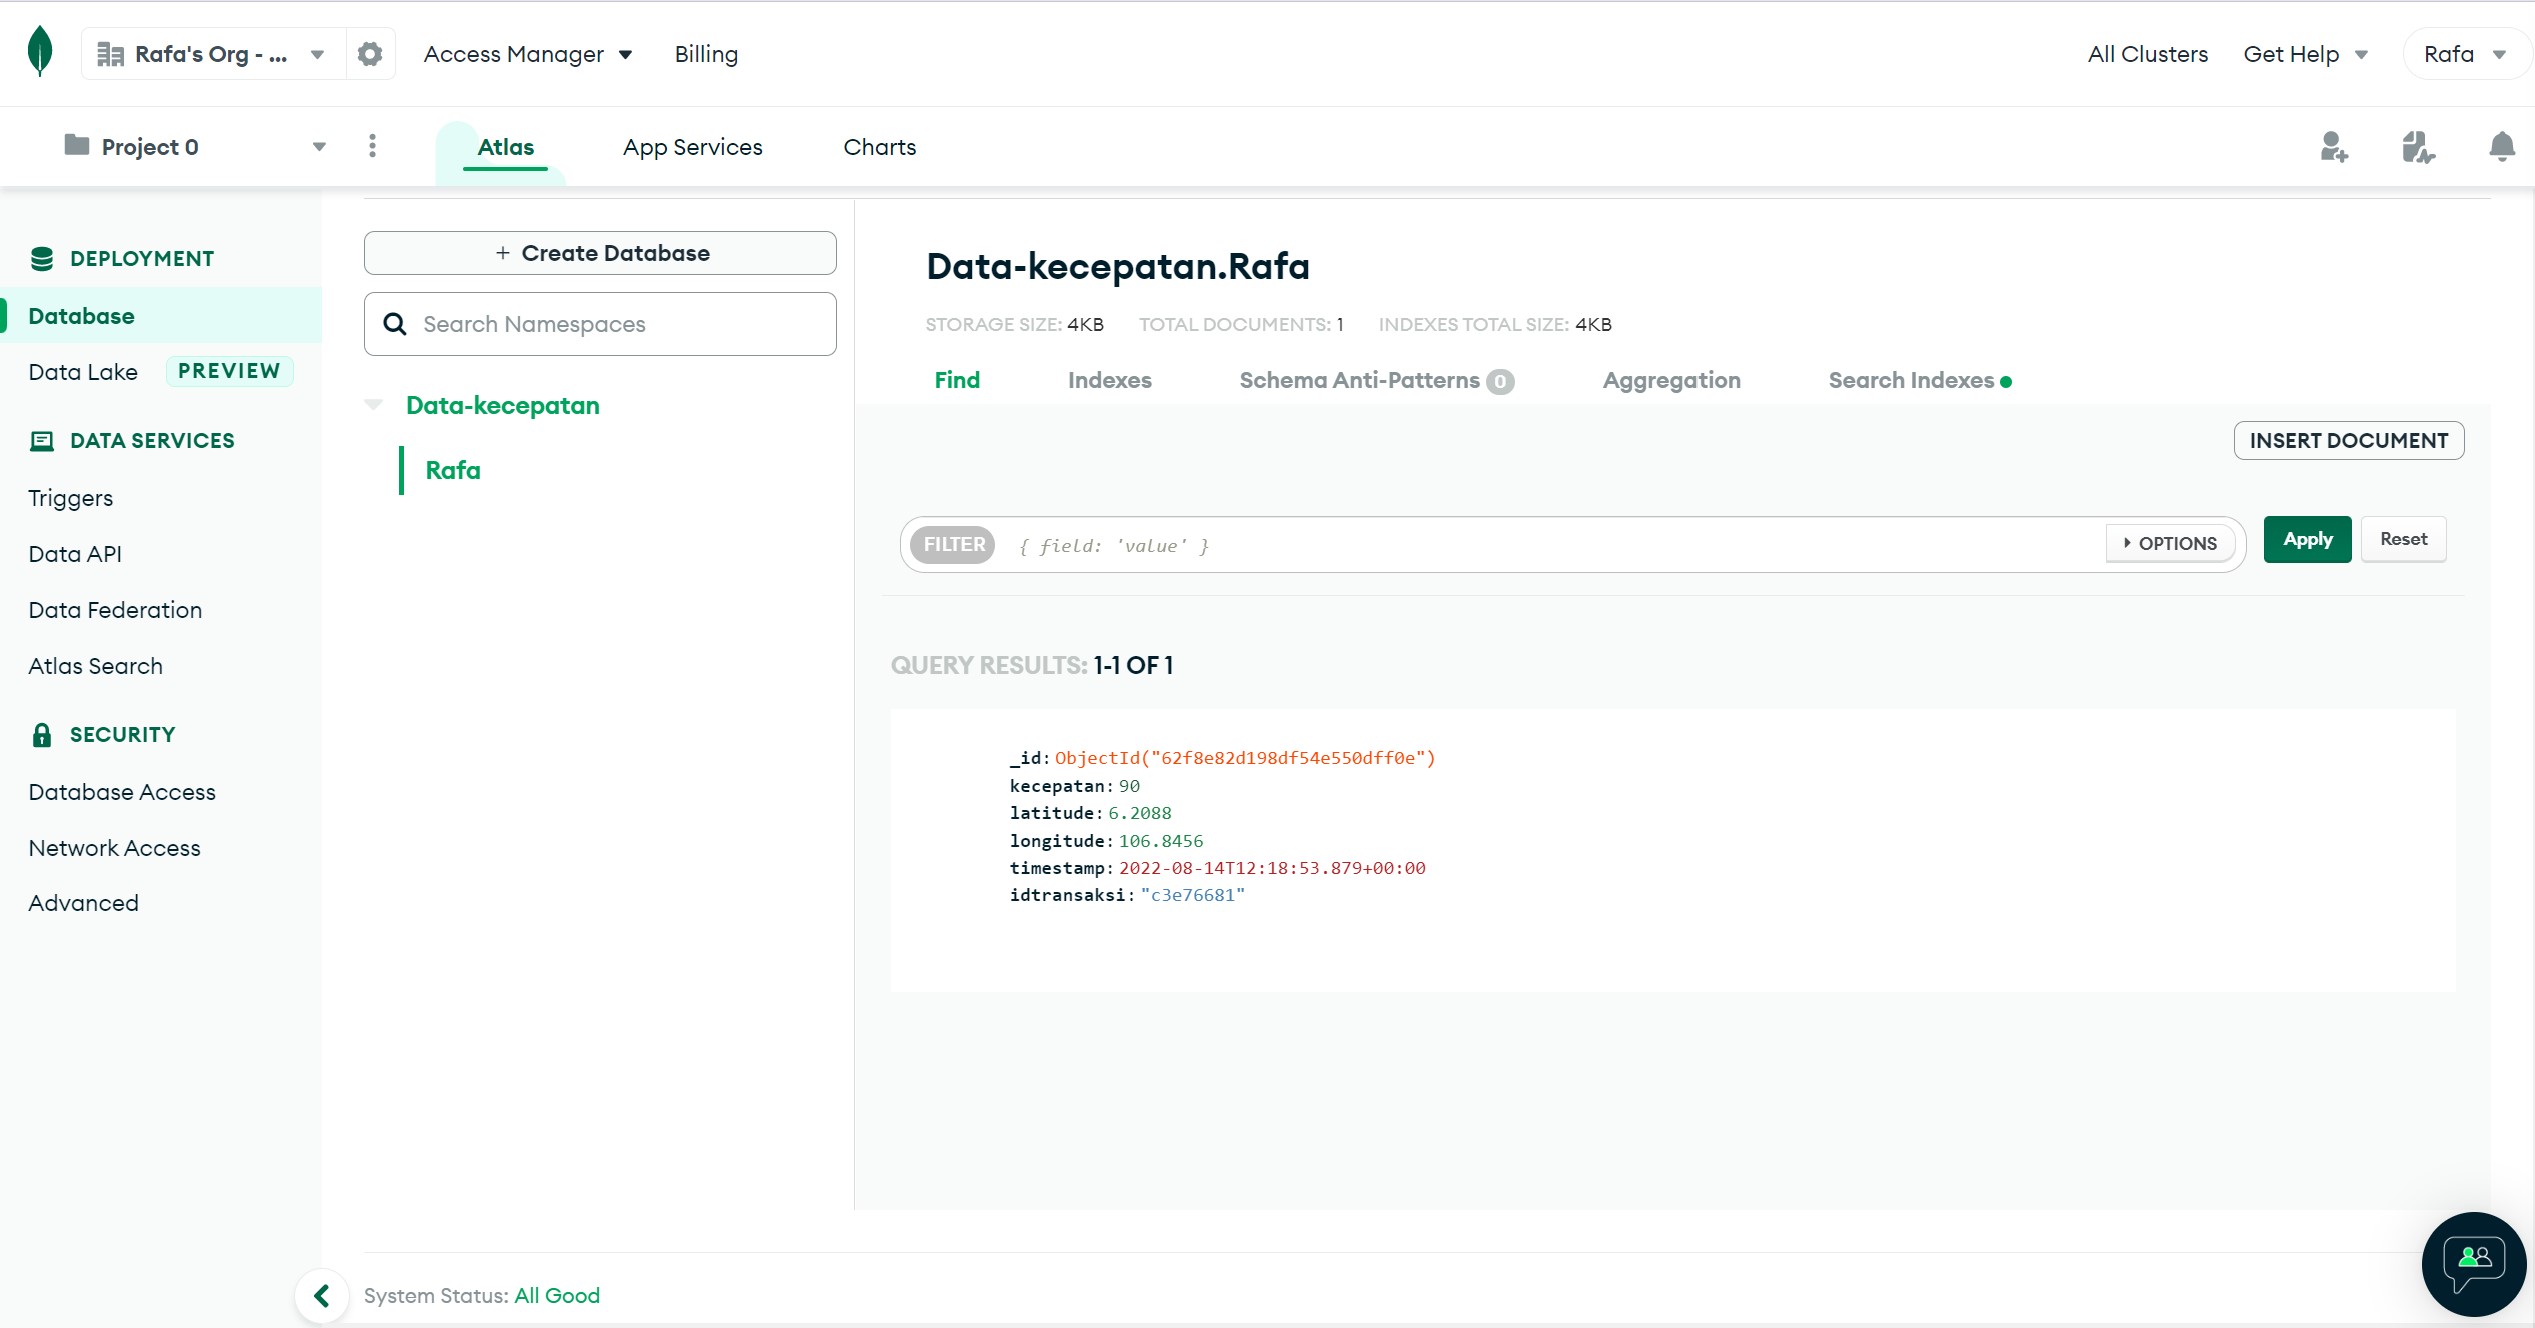 Rafa's Org - ...
Access Manager
Billing
All Clusters
Get Help
Rafa
Project 0
Atlas
App Services
Charts
DEPLOYMENT
Database
Data Lake PREVIEW
DATA SERVICES
Triggers
Data API
Data Federation
Atlas Search
SECURITY
Database Access
Network Access
Advanced
+ Create Database
Search Namespaces
Data-kecepatan
Rafa
Data-kecepatan.Rafa
STORAGE SIZE: 4KB TOTAL DOCUMENTS: 1 INDEXES TOTAL SIZE: 4KB
Find Indexes Schema Anti-Patterns 0 Aggregation Search Indexes
INSERT DOCUMENT
FILTER { field: 'value' } OPTIONS Apply Reset
QUERY RESULTS: 1-1 OF 1
_id: ObjectId("62f8e82d198df54e550dff0e")
kecepatan: 90
latitude: 6.2088
longitude: 106.8456
timestamp: 2022-08-14T12:18:53.879+00:00
idtransaksi: "c3e76681"
System Status: All Good